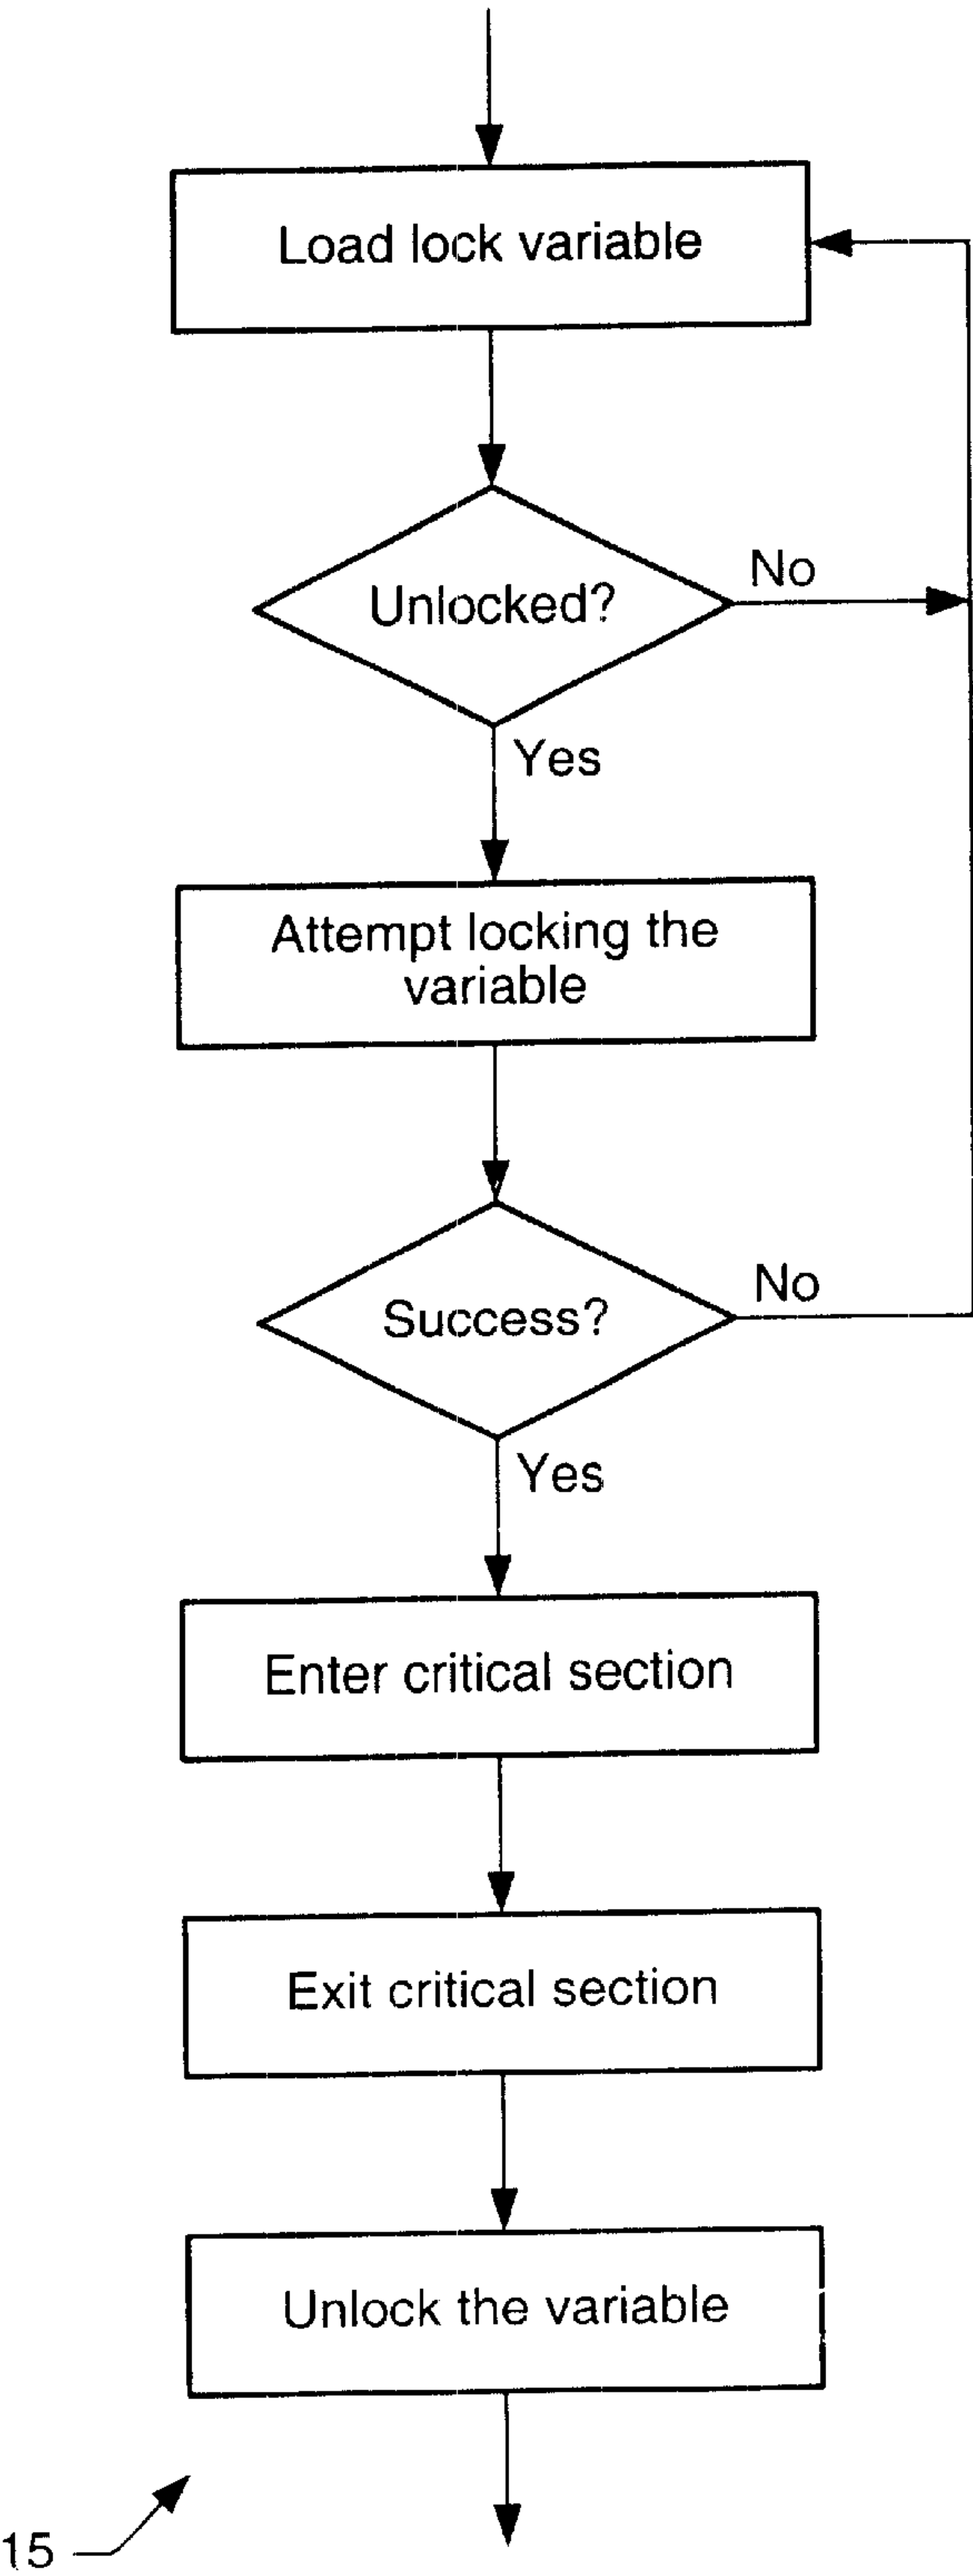 Load lock variable
Unlocked?
No
Yes
Attempt locking the
variable
Success?
No
Yes
Enter critical section
Exit critical section
Unlock the variable
15